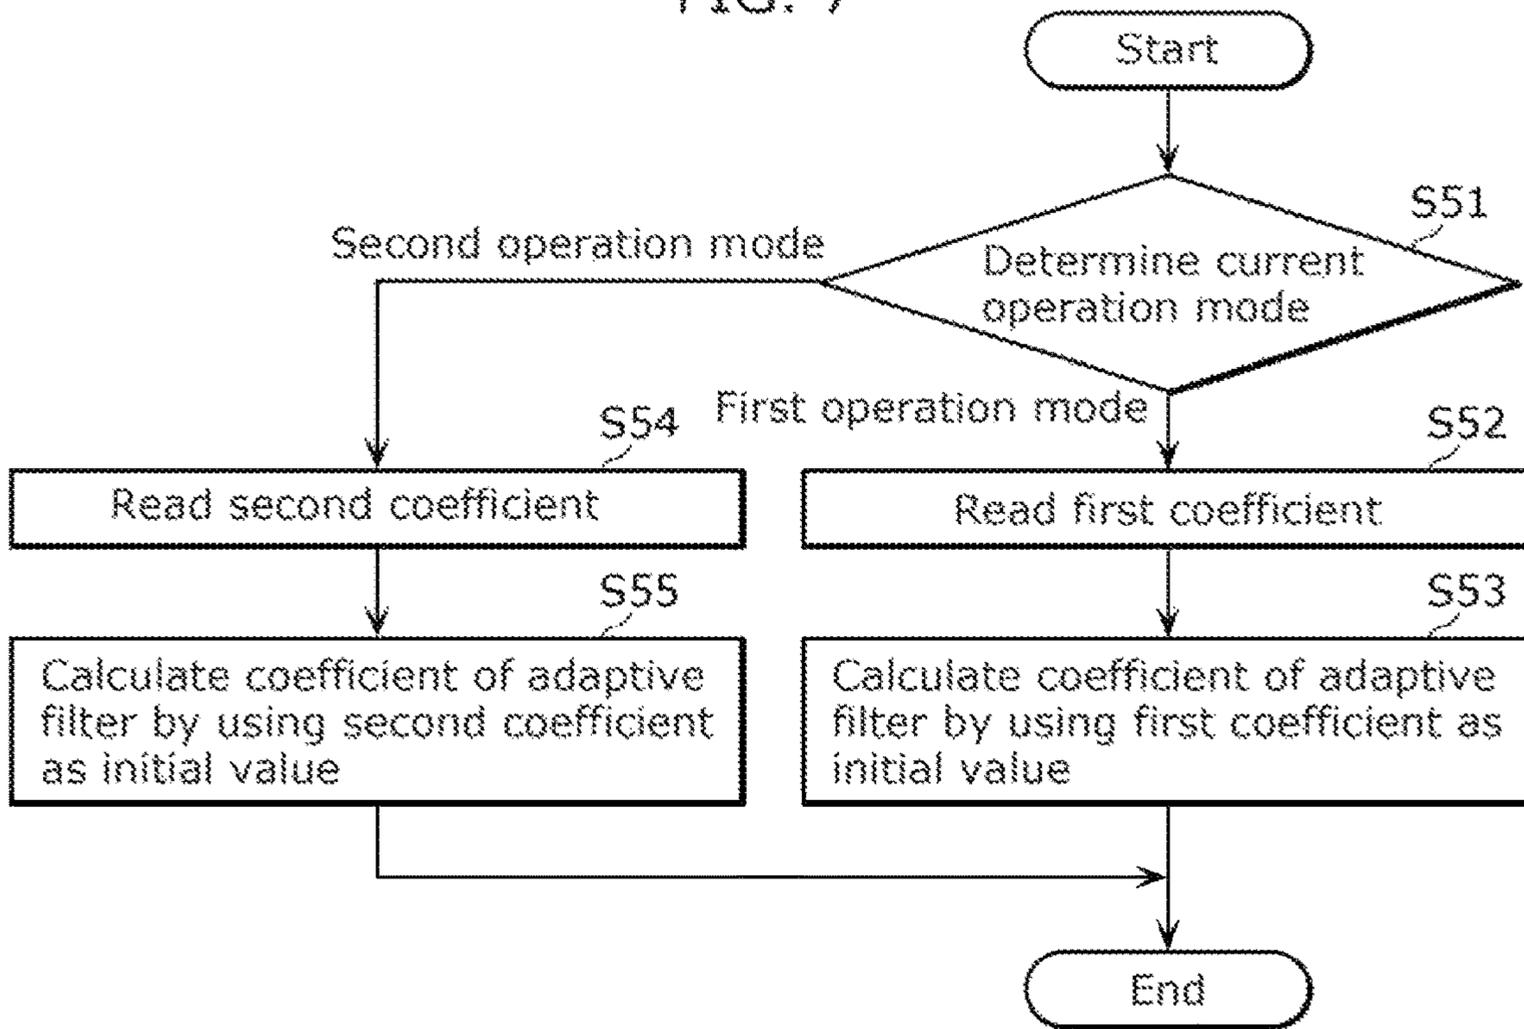 FIG. 7
Start
S51
Second operation mode
Determine current
operation mode
First operation mode
S54
S52
Read second coefficient
Read first coefficient
S55
S53
Calculate coefficient of adaptive
filter by using second coefficient
as initial value
Calculate coefficient of adaptive
filter by using first coefficient as
initial value
End